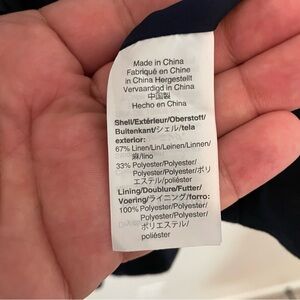 Made in China
Fabriqué en Chine
in China Hergestellt
Vervaardigd in China
中国製
Hecho en China
Shell/Extérieur/Oberstoff/
Buitenkant/シェル/tela
exterior:
67% Linen/Lin/Leinen/Linnen/
麻/lino
33% Polyester/Polyester/
Polyester/Polyester/ポリ
エステル/poliéster
Lining/Doublure/Futter/
Voering/ライニング/forro:
100% Polyester/Polyester/
Polyester/Polyester/
ポリエステル/
poliéster